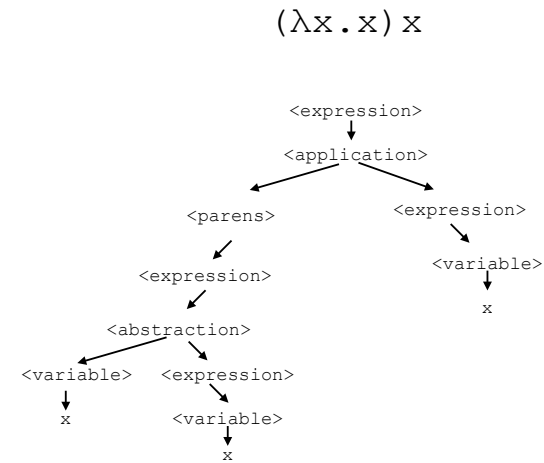 (λx.x)x
<expression>
<application>
<parens> <expression>
<expression> <variable>
x
<abstraction>
<variable> <expression>
x <variable>
x